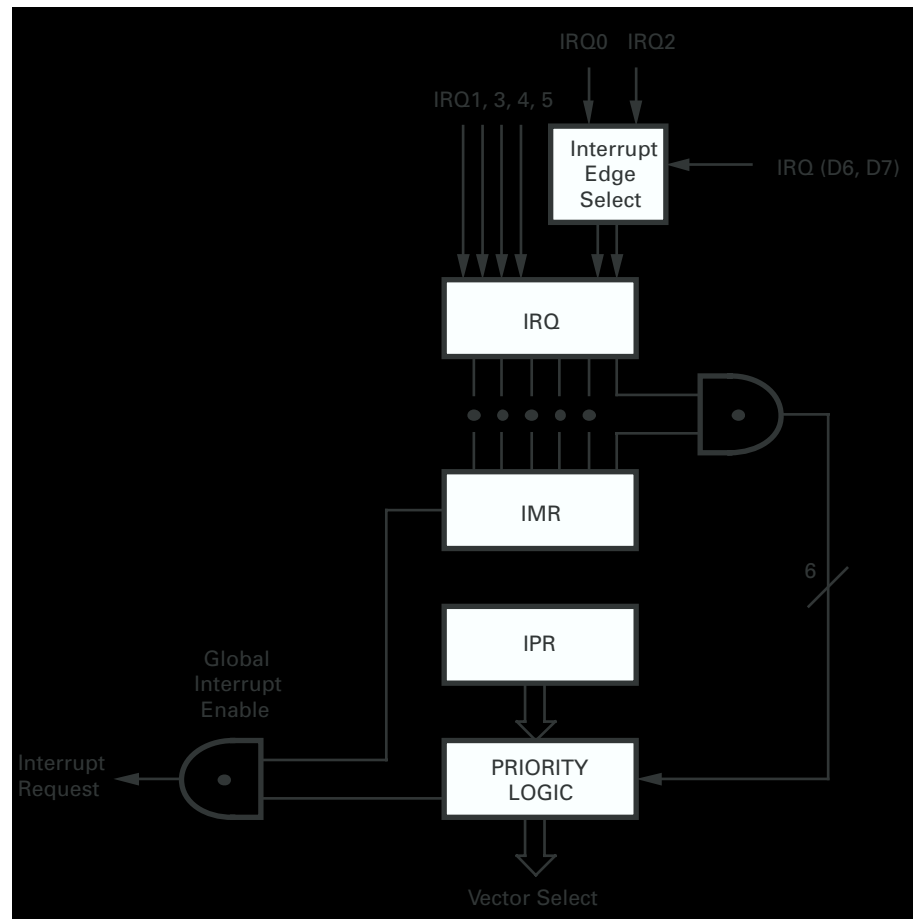 IRQ0 IRQ2
IRQ1, 3, 4, 5
Interrupt
Edge
Select
IRQ (D6, D7)
IRQ
IMR
6
IPR
Global
Interrupt
Enable
Interrupt
Request
PRIORITY
LOGIC
Vector Select